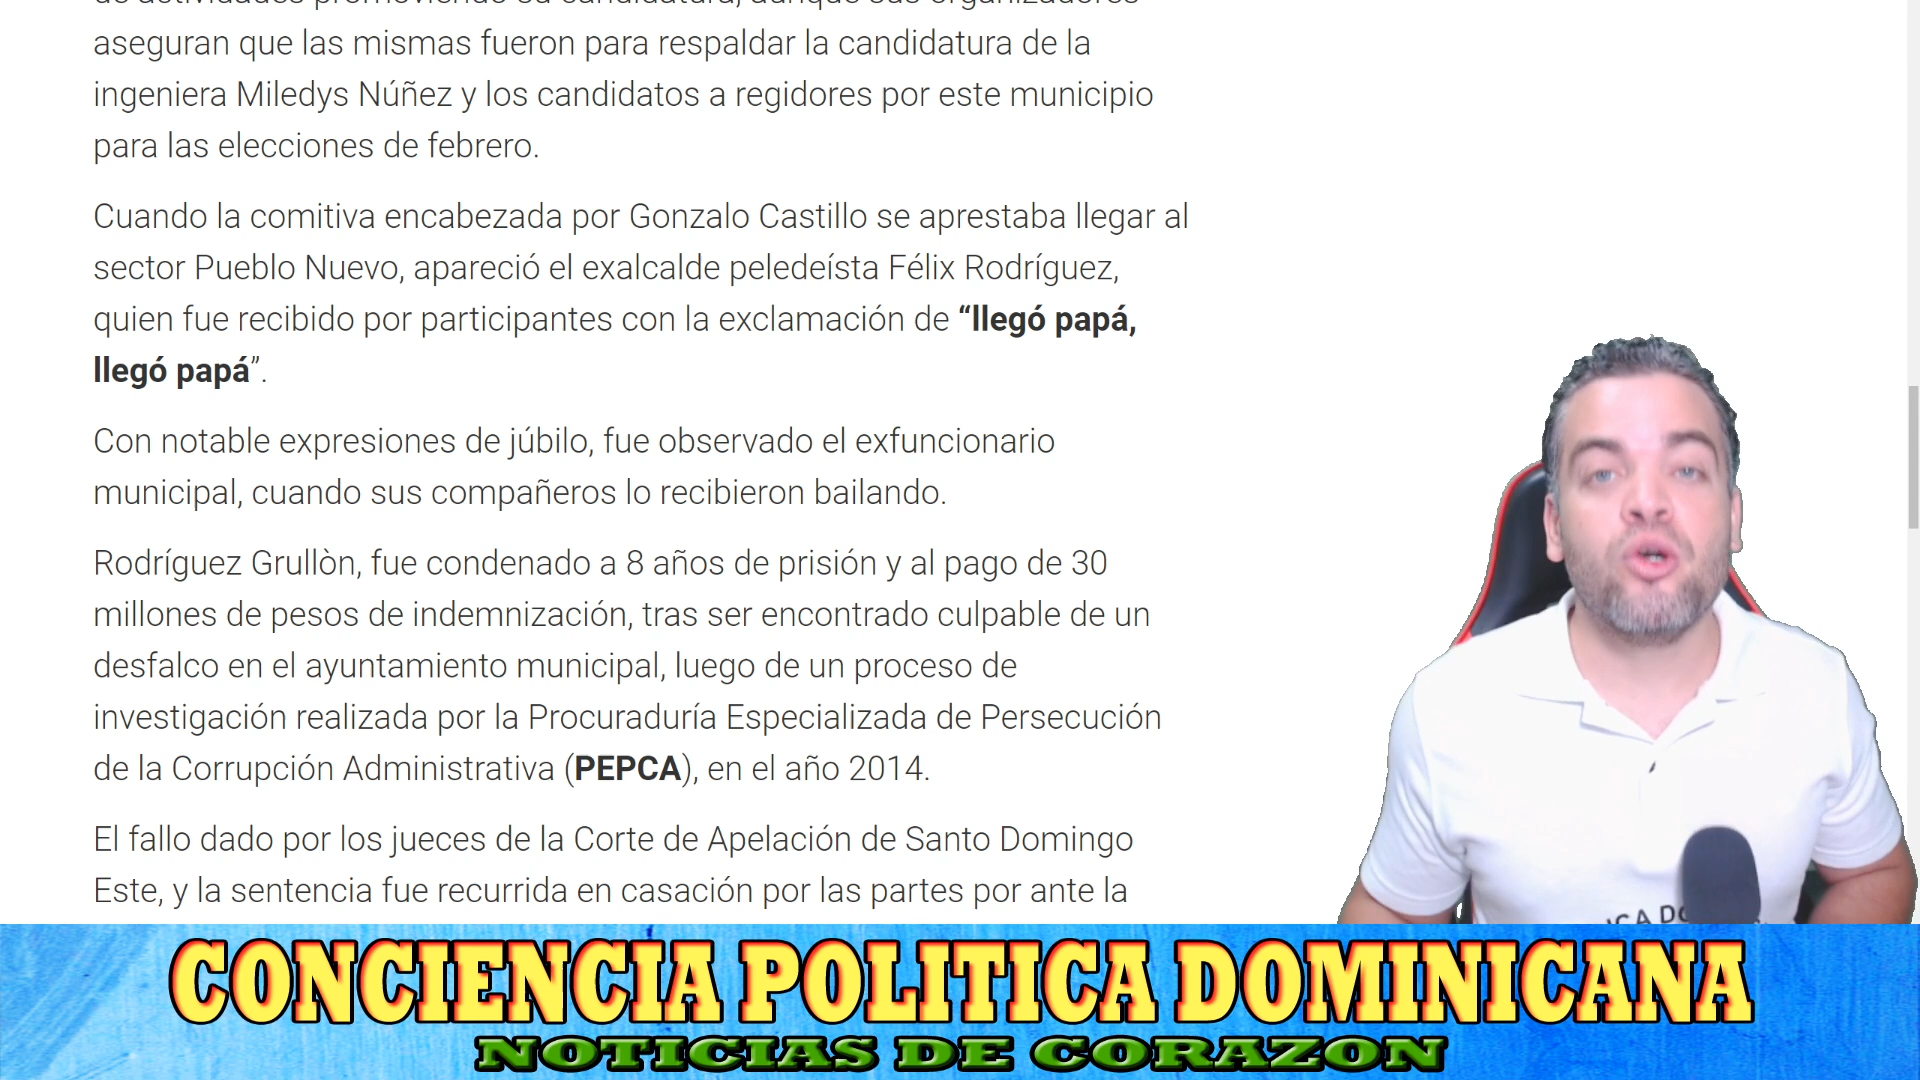 de actividades promoviendo su candidatura, aunque sus organizadores
aseguran que las mismas fueron para respaldar la candidatura de la
ingeniera Miledys Núñez y los candidatos a regidores por este municipio
para las elecciones de febrero.
Cuando la comitiva encabezada por Gonzalo Castillo se aprestaba llegar al
sector Pueblo Nuevo, apareció el exalcalde peledeísta Félix Rodríguez,
quien fue recibido por participantes con la exclamación de “llegó papá,
llegó papá”.
Con notable expresiones de júbilo, fue observado el exfuncionario
municipal, cuando sus compañeros lo recibieron bailando.
Rodríguez Grullòn, fue condenado a 8 años de prisión y al pago de 30
millones de pesos de indemnización, tras ser encontrado culpable de un
desfalco en el ayuntamiento municipal, luego de un proceso de
investigación realizada por la Procuraduría Especializada de Persecución
de la Corrupción Administrativa (PEPCA), en el año 2014.
El fallo dado por los jueces de la Corte de Apelación de Santo Domingo
Este, y la sentencia fue recurrida en casación por las partes por ante la
CONCIENCIA POLITICA DOMINICANA
NOTICIAS DE CORAZON